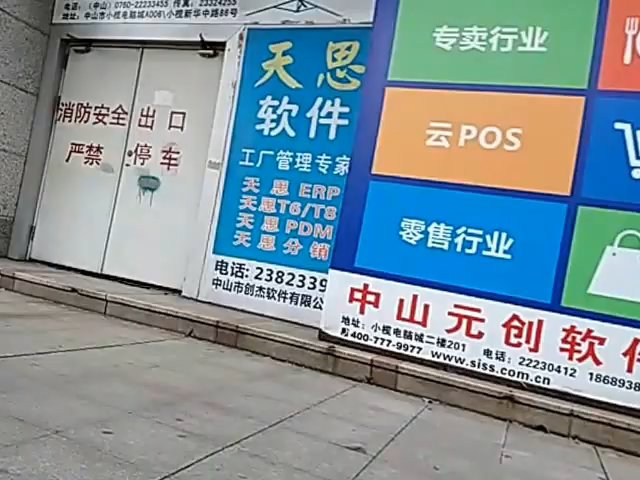 电话:(中山)0760-22233455 传真:23324255
地址:中山市小榄电脑城A006\小榄新华中路88号
消防安全出口
严禁停车
天思
软件
工厂管理专家
天思ERP
天思T6/T8
天思PDM
天思分销
电话:2382339
中山市创杰软件有限公
专卖行业
云POS
零售行业
中山元创软件
地址:小榄电脑城二楼201 电话:22230412 1868938
400-777-9977 www.siss.com.cn